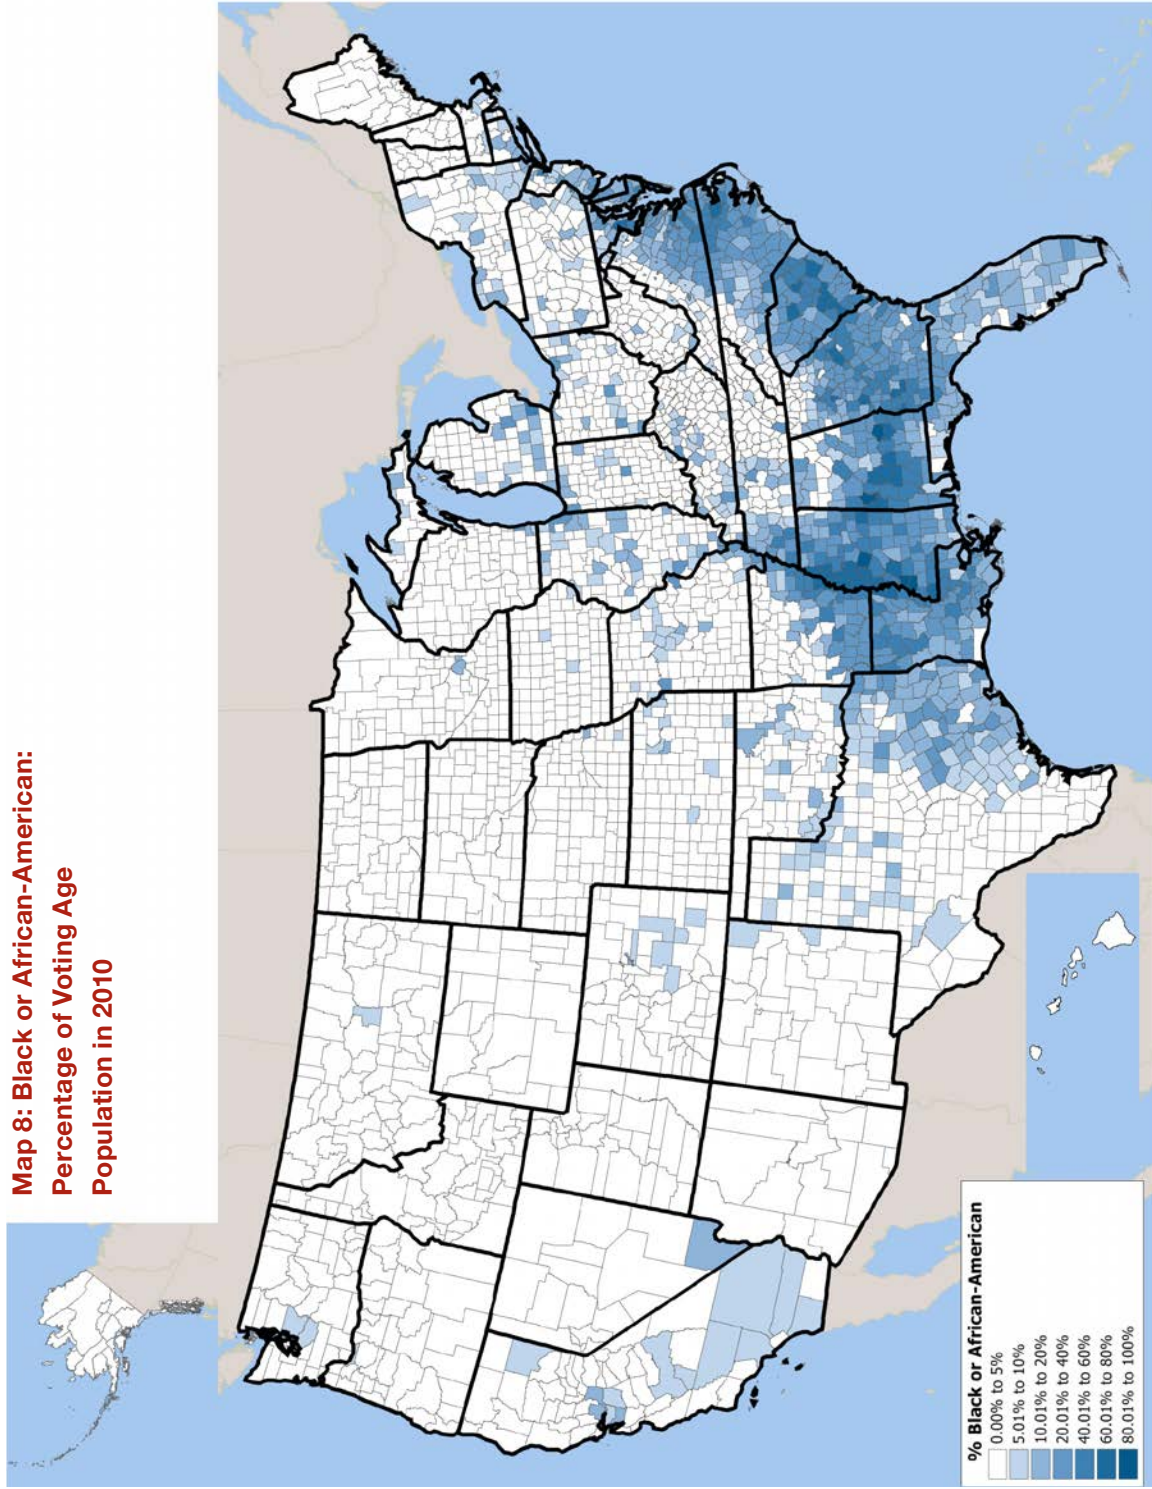 Map 8: Black or African-American:
Percentage of Voting Age
Population in 2010
% Black or African-American
0.00% to 5%
5.01% to 10%
10.01% to 20%
20.01% to 40%
40.01% to 60%
60.01% to 80%
80.01% to 100%